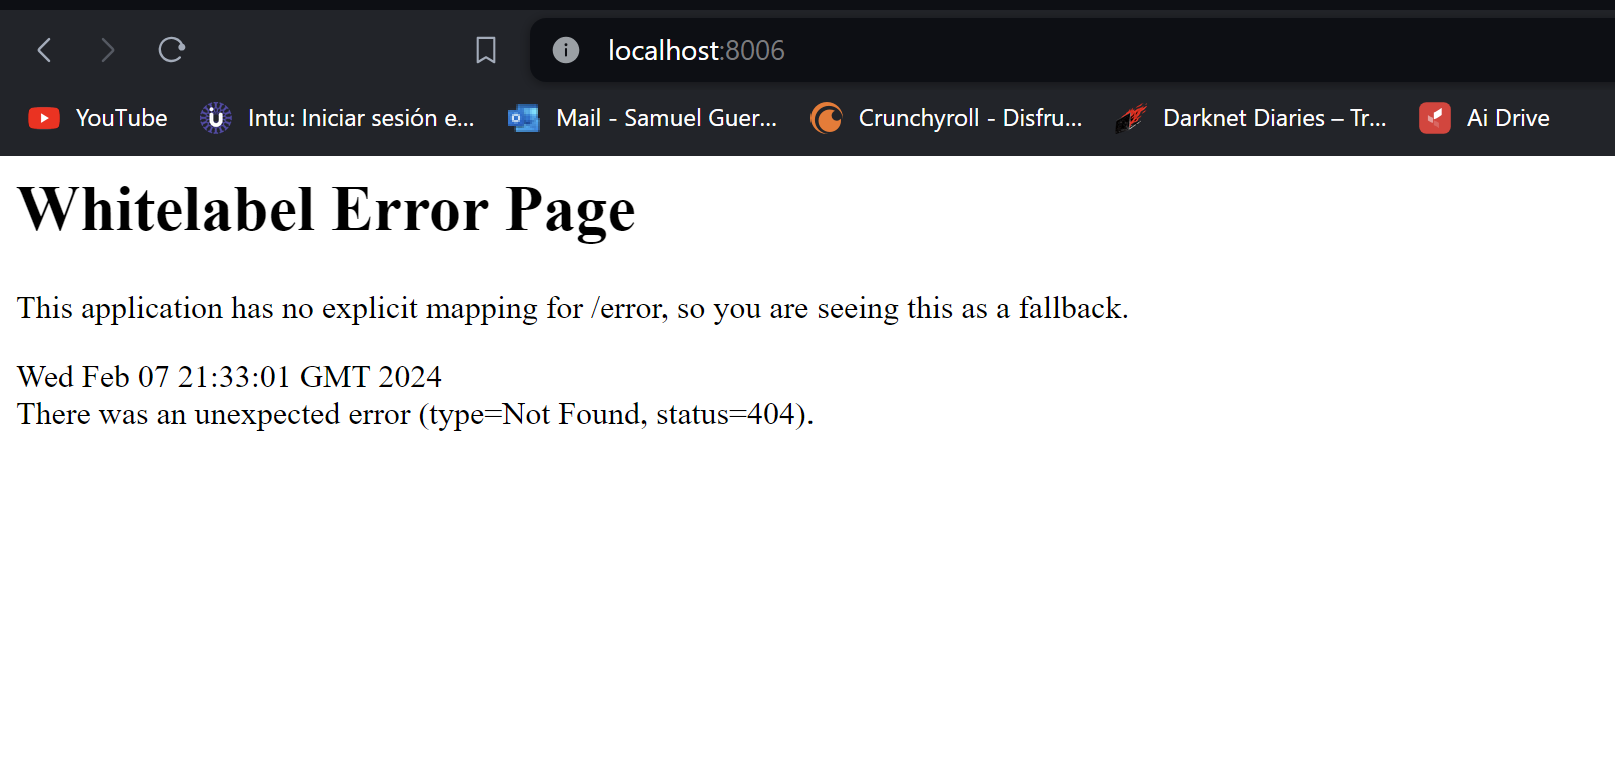 localhost:8006
YouTube Intu: Iniciar sesión e... Mail - Samuel Guer... Crunchyroll - Disfru... Darknet Diaries – Tr... Ai Drive
Whitelabel Error Page
This application has no explicit mapping for /error, so you are seeing this as a fallback.
Wed Feb 07 21:33:01 GMT 2024
There was an unexpected error (type=Not Found, status=404).